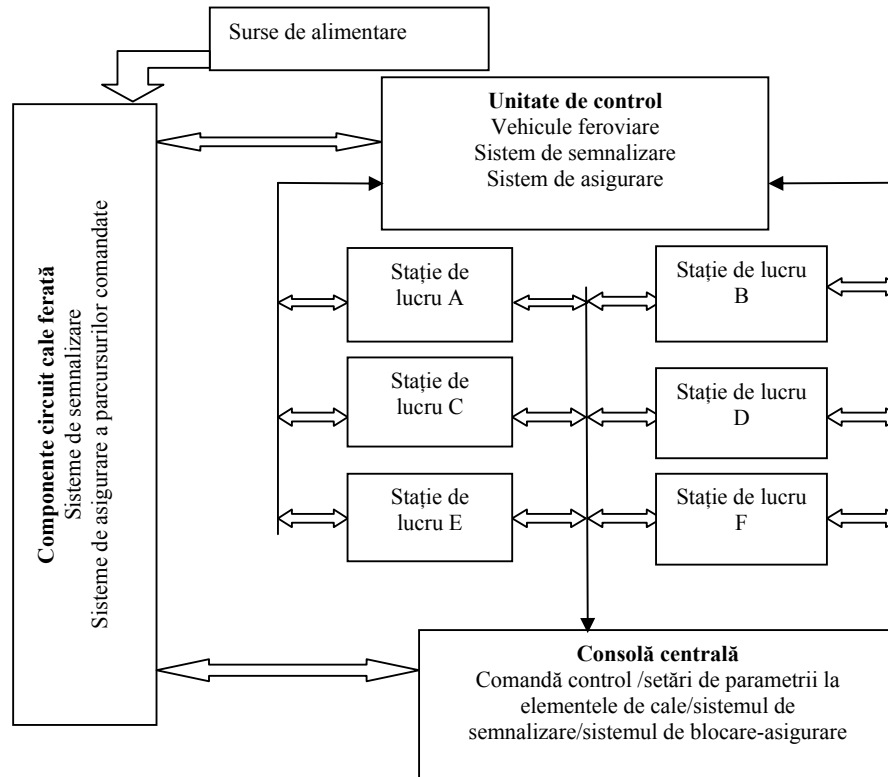 Surse de alimentare
Unitate de control
Vehicule feroviare
Sistem de semnalizare
Sistem de asigurare
Componente circuit cale ferată
Sisteme de semnalizare
Sisteme de asigurare a parcursurilor comandate
Stație de
lucru A
Stație de lucru
B
Stație de
lucru C
Stație de lucru
D
Stație de
lucru E
Stație de lucru
F
Consolă centrală
Comandă control /setări de parametrii la
elementele de cale/sistemul de
semnalizare/sistemul de blocare-asigurare